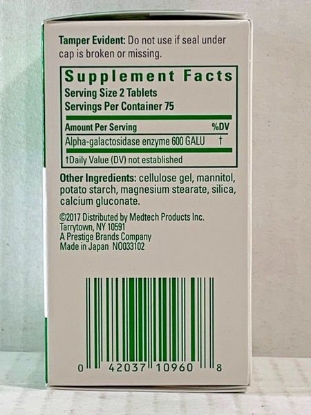 Tamper Evident: Do not use if seal under
cap is broken or missing.
Supplement Facts
Serving Size 2 Tablets
Servings Per Container 75
Amount Per Serving %DV
Alpha-galactosidase enzyme 600 GALU †
†Daily Value (DV) not established
Other Ingredients: cellulose gel, mannitol,
potato starch, magnesium stearate, silica,
calcium gluconate.
©2017 Distributed by Medtech Products Inc.
Tarrytown, NY 10591
A Prestige Brands Company
Made in Japan N003102
0 42037 10960 8